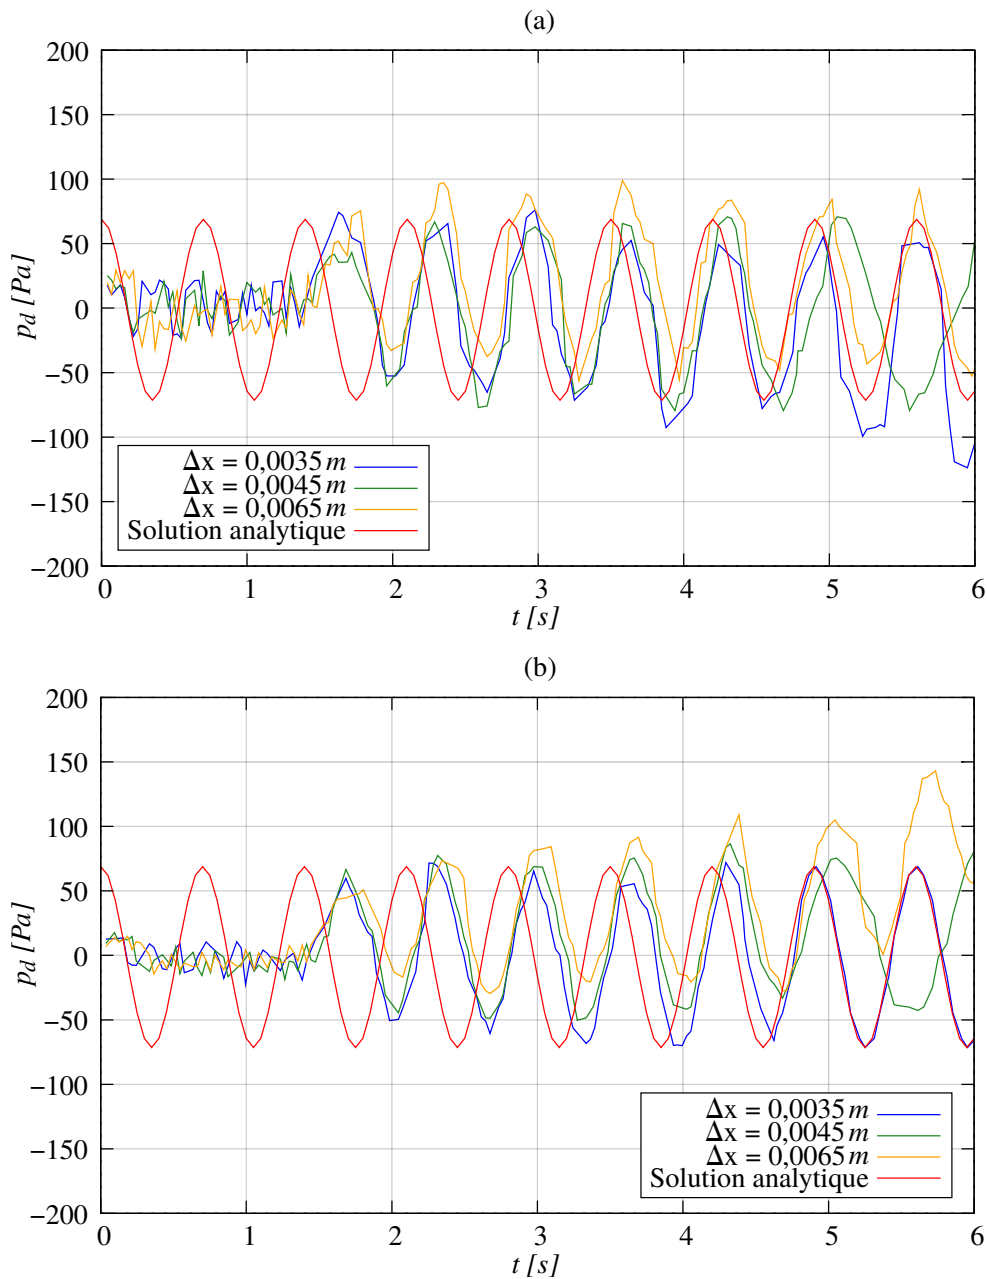 (a)
200
150
100
50
0
−50
−100
−150
−200
p_d [Pa]
Δx = 0,0035 m
Δx = 0,0045 m
Δx = 0,0065 m
Solution analytique
0 1 2 3 4 5 6
t [s]
(b)
200
150
100
50
0
−50
−100
−150
−200
p_d [Pa]
Δx = 0,0035 m
Δx = 0,0045 m
Δx = 0,0065 m
Solution analytique
0 1 2 3 4 5 6
t [s]